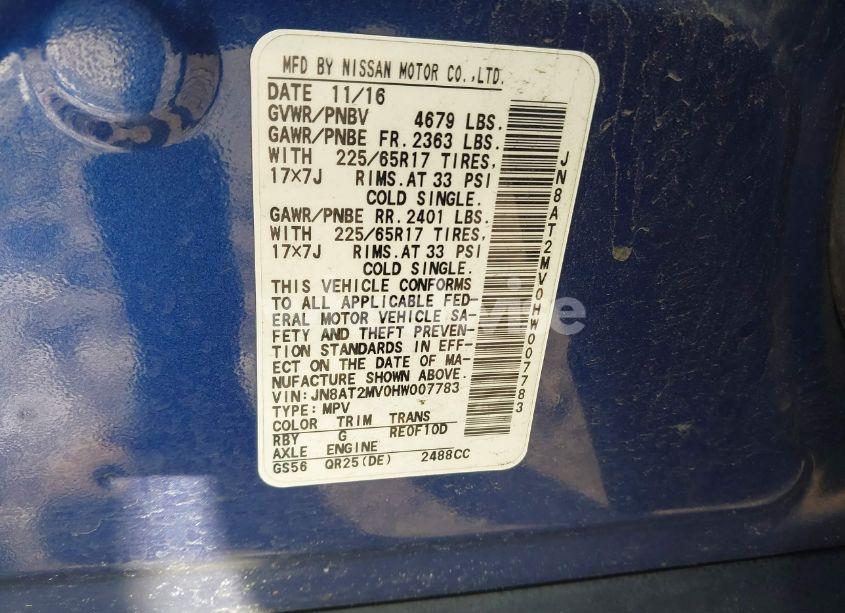 MFD BY NISSAN MOTOR CO.,LTD.
DATE 11/16
GVWR/PNBV 4679 LBS.
GAWR/PNBE FR. 2363 LBS.
WITH 225/65R17 TIRES,
17×7J RIMS.AT 33 PSI
COLD SINGLE.
GAWR/PNBE RR. 2401 LBS.
WITH 225/65R17 TIRES,
17×7J RIMS.AT 33 PSI
COLD SINGLE.
THIS VEHICLE CONFORMS
TO ALL APPLICABLE FED-
ERAL MOTOR VEHICLE SA-
FETY AND THEFT PREVEN-
TION STANDARDS IN EFF-
ECT ON THE DATE OF MA-
NUFACTURE SHOWN ABOVE.
VIN:JN8AT2MV0HW007783
TYPE:MPV
COLOR TRIM TRANS
RBY G RE0F10D
AXLE ENGINE
GS56 QR25(DE) 2488CC
JN8AT2MV0HW007783